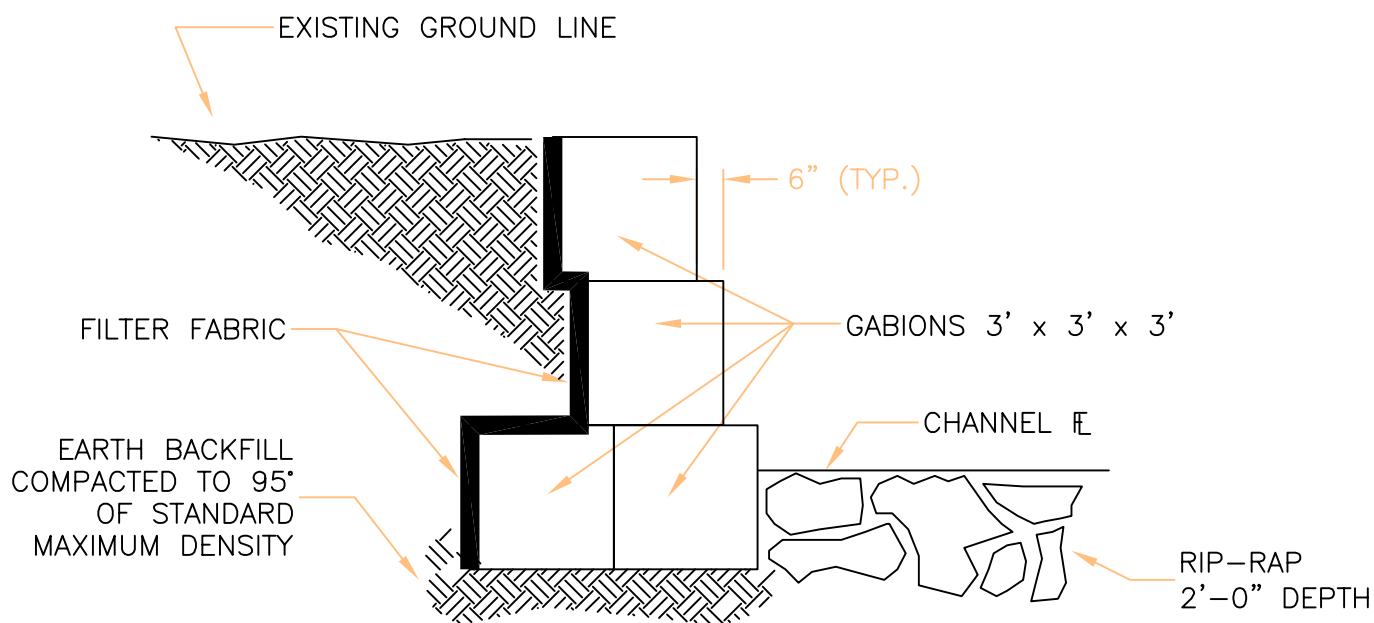 EXISTING GROUND LINE
6" (TYP.)
FILTER FABRIC
GABIONS 3' x 3' x 3'
CHANNEL
EARTH BACKFILL
COMPACTED TO 95°
OF STANDARD
MAXIMUM DENSITY
RIP-RAP
2'-0" DEPTH